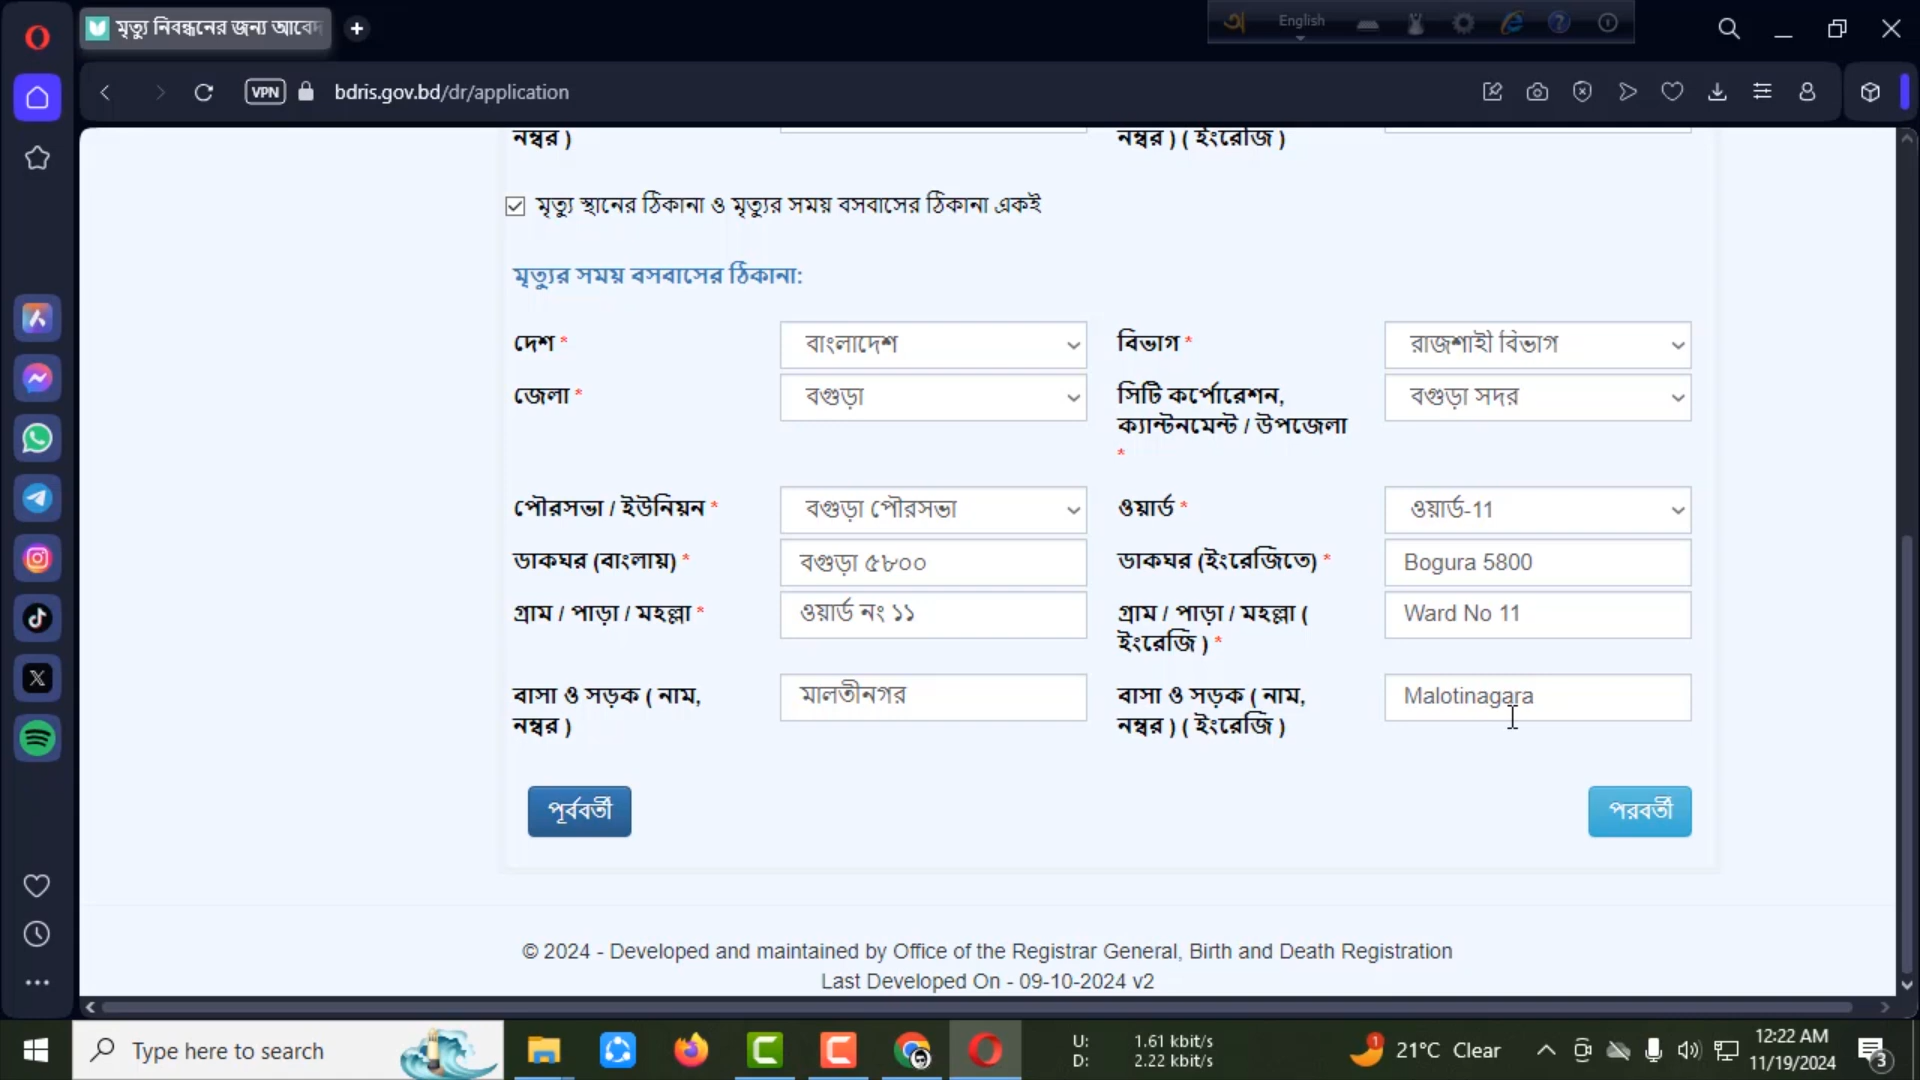 মৃত্যু নিবন্ধনের জন্য আবেদন
English
VPN
bdris.gov.bd/dr/application
নম্বর )
নম্বর ) ( ইংরেজি )
মৃত্যু স্থানের ঠিকানা ও মৃত্যুর সময় বসবাসের ঠিকানা একই
মৃত্যুর সময় বসবাসের ঠিকানা:
দেশ * বাংলাদেশ বিভাগ * রাজশাহী বিভাগ
জেলা * বগুড়া সিটি কর্পোরেশন, বগুড়া সদর
ক্যান্টনমেন্ট / উপজেলা
*
পৌরসভা / ইউনিয়ন * বগুড়া পৌরসভা ওয়ার্ড * ওয়ার্ড-11
ডাকঘর (বাংলায়) * বগুড়া ৫৮০০ ডাকঘর (ইংরেজিতে) * Bogura 5800
গ্রাম / পাড়া / মহল্লা * ওয়ার্ড নং ১১ গ্রাম / পাড়া / মহল্লা ( Ward No 11
ইংরেজি ) *
বাসা ও সড়ক ( নাম, মালতীনগর বাসা ও সড়ক ( নাম, Malotinagara
নম্বর ) নম্বর ) ( ইংরেজি )
পূর্ববর্তী পরবর্তী
© 2024 - Developed and maintained by Office of the Registrar General, Birth and Death Registration
Last Developed On - 09-10-2024 v2
Type here to search
U: 1.61 kbit/s
D: 2.22 kbit/s
1
21°C Clear
12:22 AM
11/19/2024
3